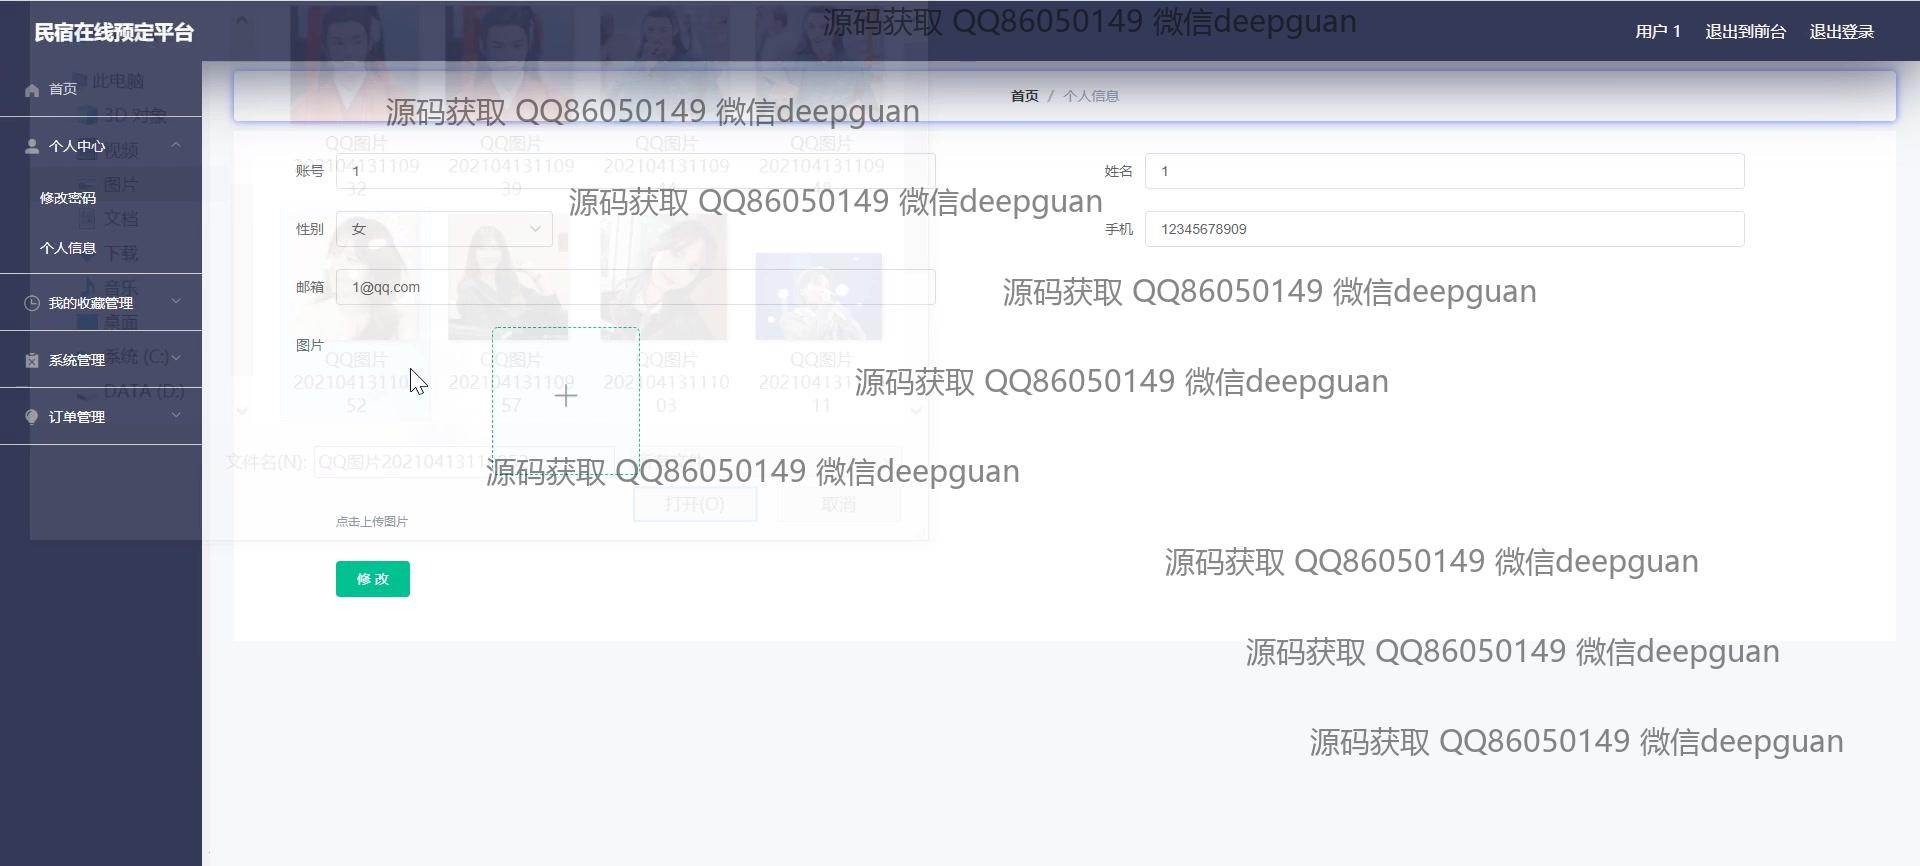 民宿在线预定平台
源码获取 QQ86050149 微信deepguan
用户 1 退出到前台 退出登录
此电脑
首页
首页 / 个人信息
源码获取 QQ86050149 微信deepguan
3D 对象
个人中心
视频
QQ图片 QQ图片 QQ图片 QQ图片
202104131109 202104131109 202104131109 202104131109
32 39
账号 1
姓名 1
图片
修改密码
源码获取 QQ86050149 微信deepguan
文档
性别 女
手机 12345678909
个人信息
下载
音乐
邮箱 1@qq.com
源码获取 QQ86050149 微信deepguan
我的收藏管理
桌面
图片
系统管理
系统 (C:)
QQ图片 QQ图片 QQ图片 QQ图片
202104131109 202104131110
源码获取 QQ86050149 微信deepguan
DATA (D:)
52 57 03 11
订单管理
文件名(N): QQ图片202104131
源码获取 QQ86050149 微信deepguan
打开(O) 取消
点击上传图片
源码获取 QQ86050149 微信deepguan
修 改
源码获取 QQ86050149 微信deepguan
源码获取 QQ86050149 微信deepguan